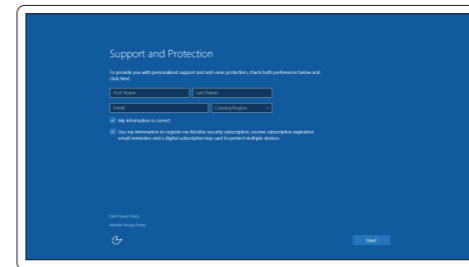 Support and Protection
To provide you with personalized support and anti-virus protection, check both preferences below and
click Next.
First Name
Last Name
Email
Country/Region
My information is correct.
Use my information to register my McAfee security subscription, receive subscription expiration
email reminders and a digital subscription key card to protect multiple devices.
Dell Privacy Policy
McAfee Privacy Policy
Next